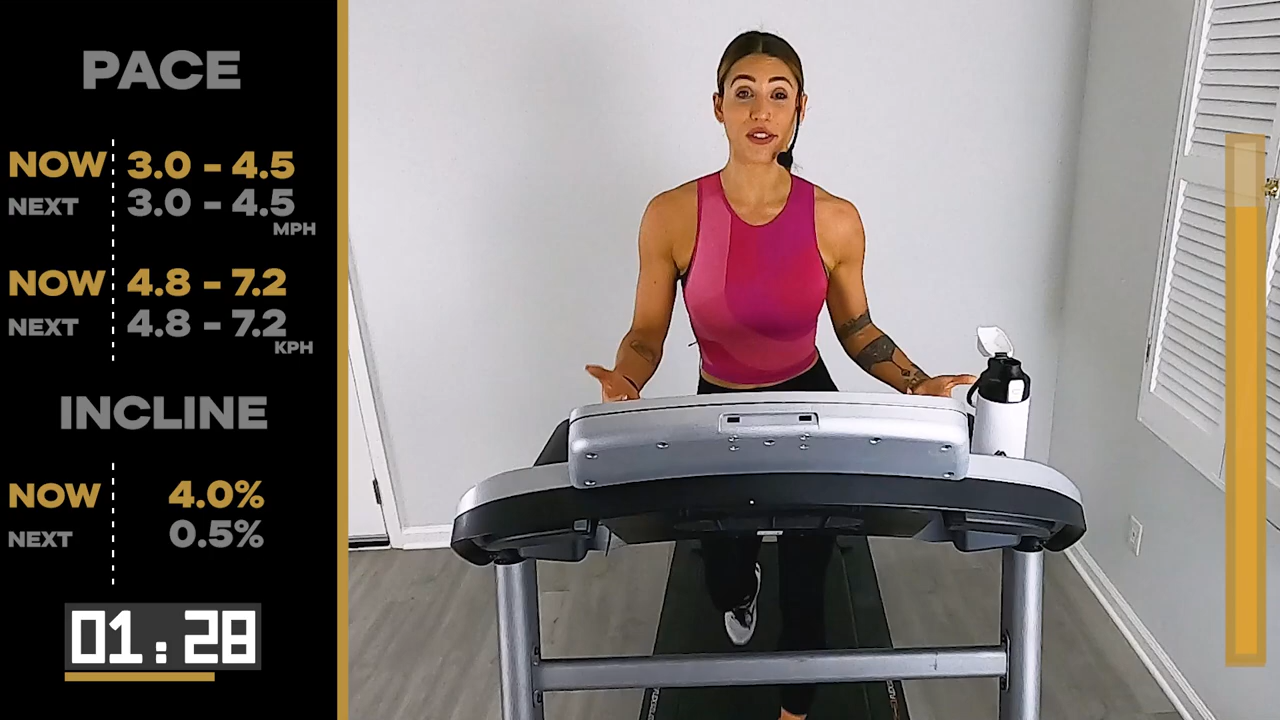 PACE
NOW 3.0 - 4.5
NEXT 3.0 - 4.5
MPH
NOW 4.8 - 7.2
NEXT 4.8 - 7.2
KPH
INCLINE
NOW 4.0%
NEXT 0.5%
01:28